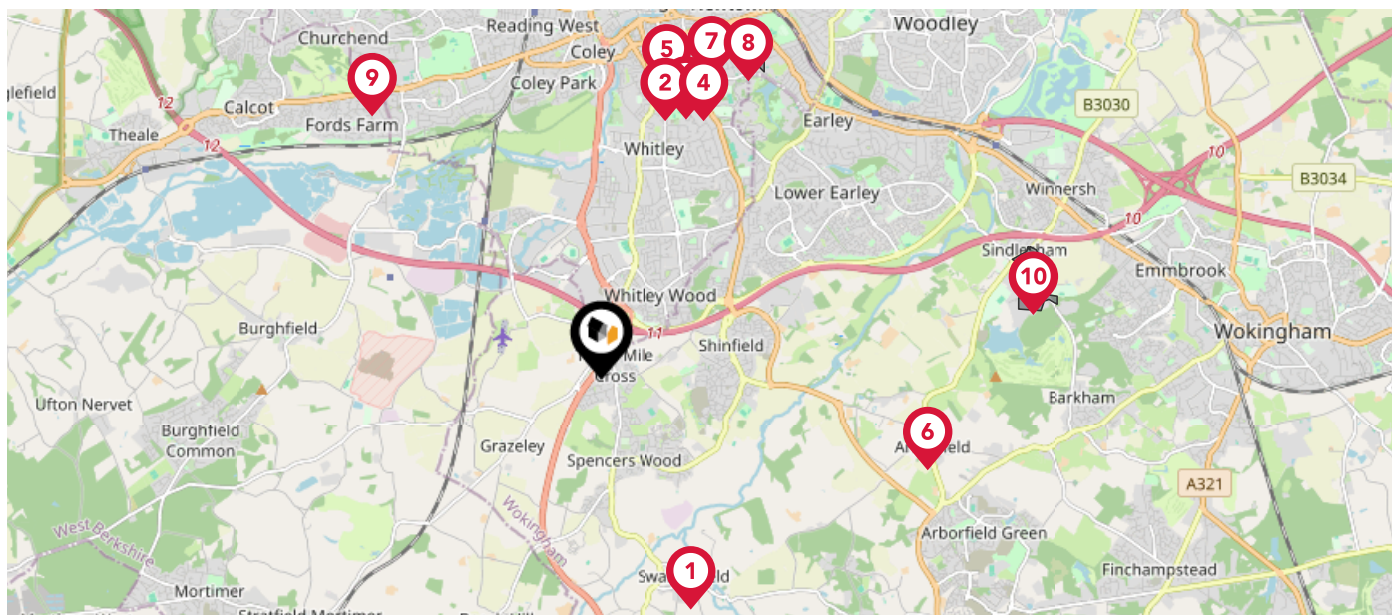 Reading West
Woodley
Churchend
Coley
5
7
8
9
Coley Park
2
4
12
Calcot
B3030
Fords Farm
Earley
Theale
12
Whitley
10
Winnersh
B3034
Lower Earley
10
Sindlesham
Emmbrook
10
Whitley Wood
Burghfield
11
Wokingham
Shinfield
Mile
Cross
Ufton Nervet
Barkham
Burghfield
Common
6
Grazeley
Spencers Wood
A321
Wokingham
West Berkshire
Arborfield Green
1
Finchampstead
Mortimer